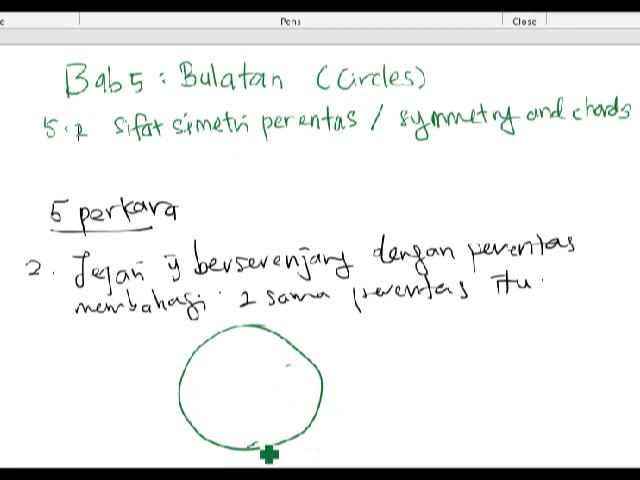 Pens
Close
Bab 5 : Bulatan (Circles)
5.2 sifat simetri perentas / symmetry and chords
5 perkara
2. Jejari yg berserenjang dengan perentas
membahagi 2 sama perentas itu.